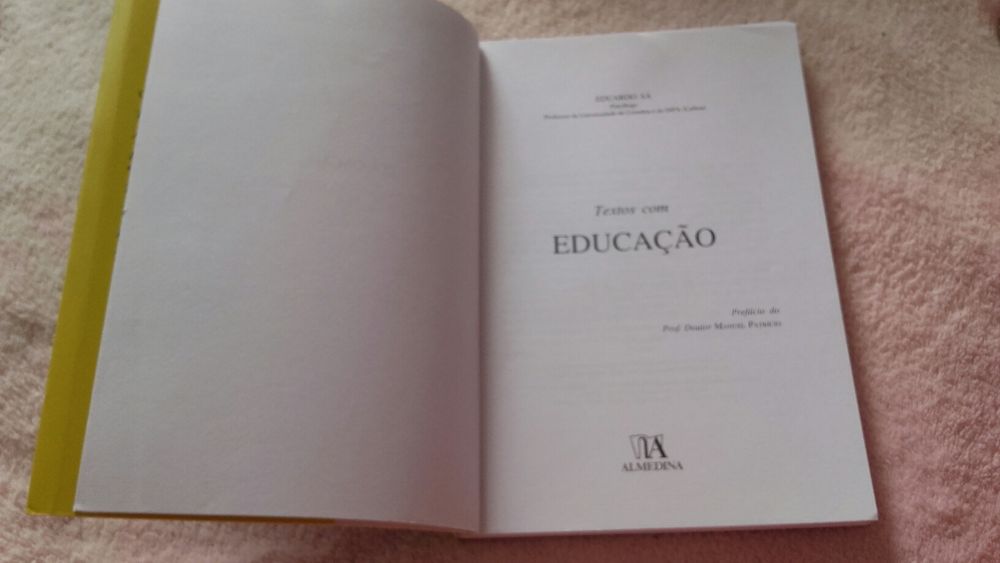 EDUARDO SÁ
Psicólogo
Professor da Universidade de Coimbra e do ISPA (Lisboa)
Textos com
EDUCAÇÃO
Prefácio do
Prof. Doutor MANUEL PATRÍCIO
ALMEDINA